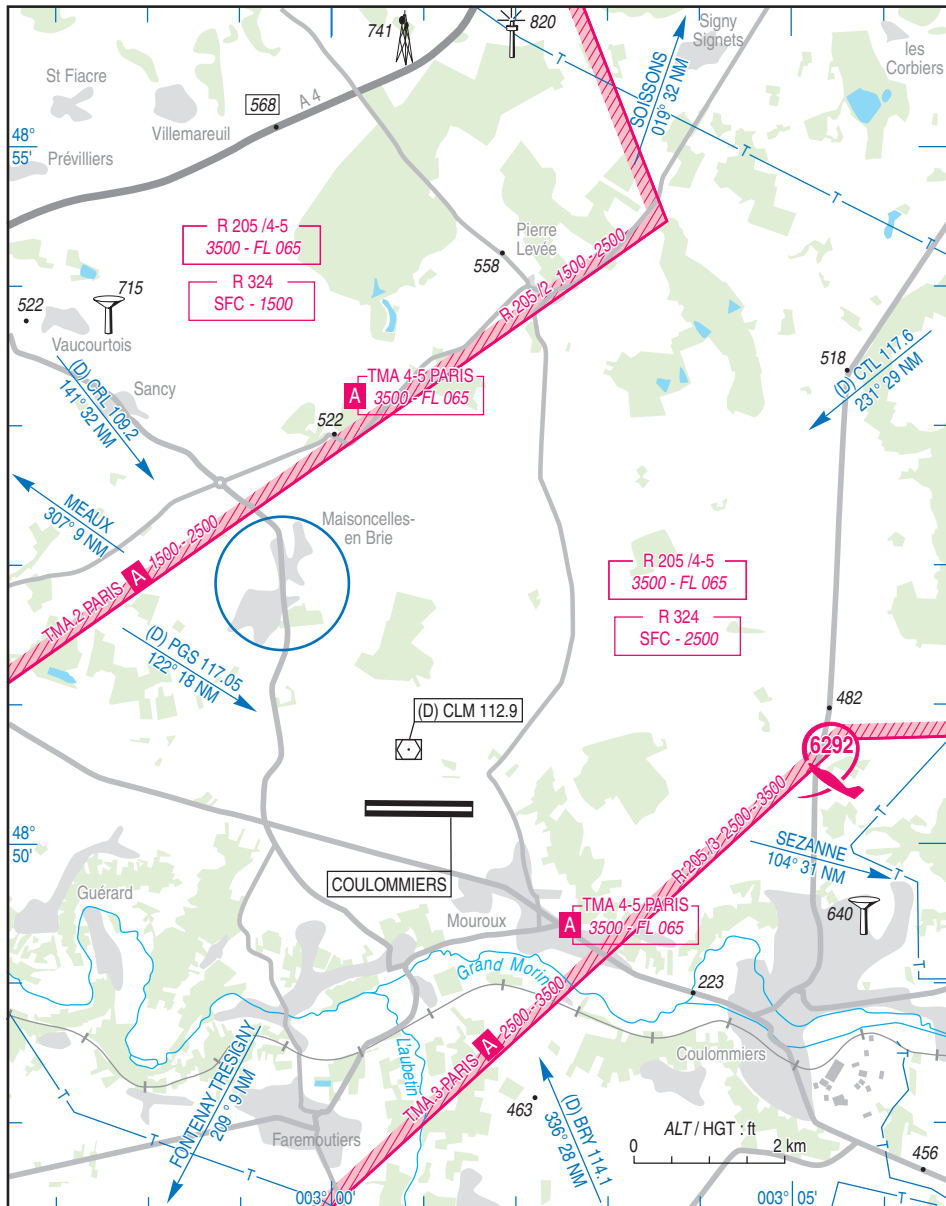 741
820
Signy
Signets
les
Corbiers
St Fiacre
568
A 4
Villemareuil
SOISSONS
019° 32 NM
T
T
T
T
48°
55'
Prévilliers
R 205 /4-5
3500 - FL 065
R 324
SFC - 1500
Pierre
Levée
558
R 205 /2 1500 - 2500
522
715
Vaucourtois
518
(D) CTL 117.6
231° 29 NM
(D) CRL 109.2
141° 32 NM
Sancy
A
TMA 4-5 PARIS
3500 - FL 065
522
MEAUX
307° 9 NM
Maisoncelles-
en Brie
TMA 2 PARIS A 1500 - 2500
R 205 /4-5
3500 - FL 065
R 324
SFC - 2500
(D) PGS 117.05
122° 18 NM
(D) CLM 112.9
482
6292
T
48°
50'
R 205 /3 2500 - 3500
SEZANNE
104° 31 NM
COULOMMIERS
Guérard
Mouroux
A
TMA 4-5 PARIS
3500 - FL 065
640
T
Grand Morin
223
T
L'aubetin
TMA 3 PARIS A 2500 - 3500
Coulommiers
T
FONTENAY TRESIGNY
209 ° 9 NM
463
(D) BRY 114.1
336° 28 NM
T
Faremoutiers
ALT / HGT : ft
0
2 km
456
T
T
T
003° 00'
003° 05'
T